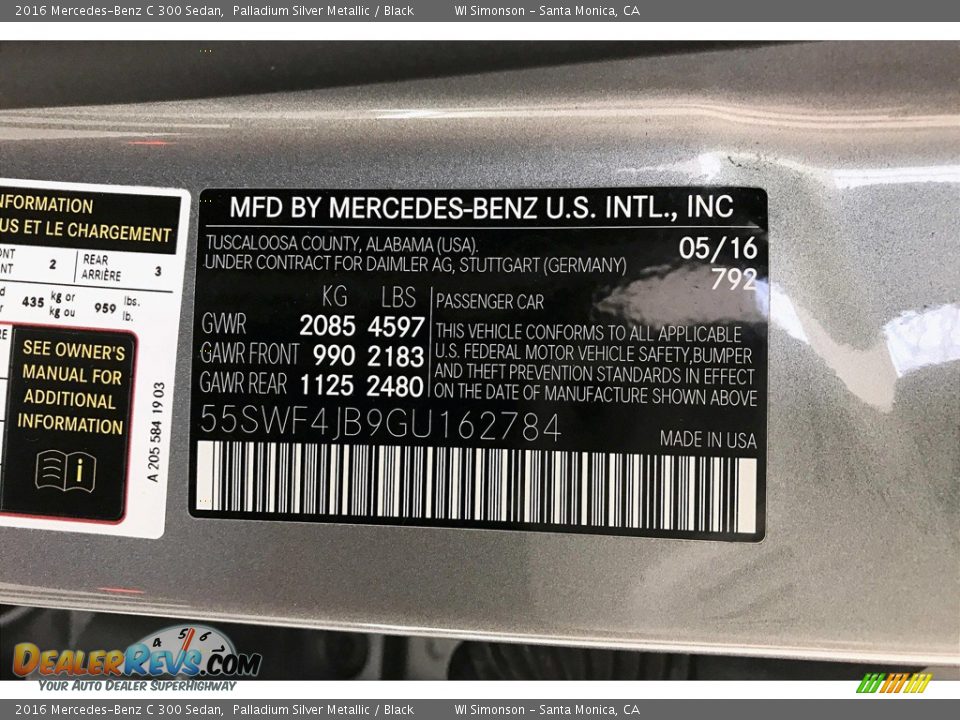 2016 Mercedes-Benz C 300 Sedan, Palladium Silver Metallic / Black WI Simonson - Santa Monica, CA
NFORMATION
US ET LE CHARGEMENT
2
REAR
ARRIÈRE
3
435 kg or
kg ou
959 lbs.
lb.
SEE OWNER'S
MANUAL FOR
ADDITIONAL
INFORMATION
i
A 205 584 19 03
MFD BY MERCEDES-BENZ U.S. INTL., INC
TUSCALOOSA COUNTY, ALABAMA (USA).
05/16
UNDER CONTRACT FOR DAIMLER AG, STUTTGART (GERMANY)
792
KG LBS
GVWR 2085 4597
GAWR FRONT 990 2183
GAWR REAR 1125 2480
PASSENGER CAR
THIS VEHICLE CONFORMS TO ALL APPLICABLE
U.S. FEDERAL MOTOR VEHICLE SAFETY,BUMPER
AND THEFT PREVENTION STANDARDS IN EFFECT
ON THE DATE OF MANUFACTURE SHOWN ABOVE
55SWF4JB9GU162784
MADE IN USA
4 5 6
DEALERREVS.COM
YOUR AUTO DEALER SUPERHIGHWAY
2016 Mercedes-Benz C 300 Sedan, Palladium Silver Metallic / Black WI Simonson - Santa Monica, CA